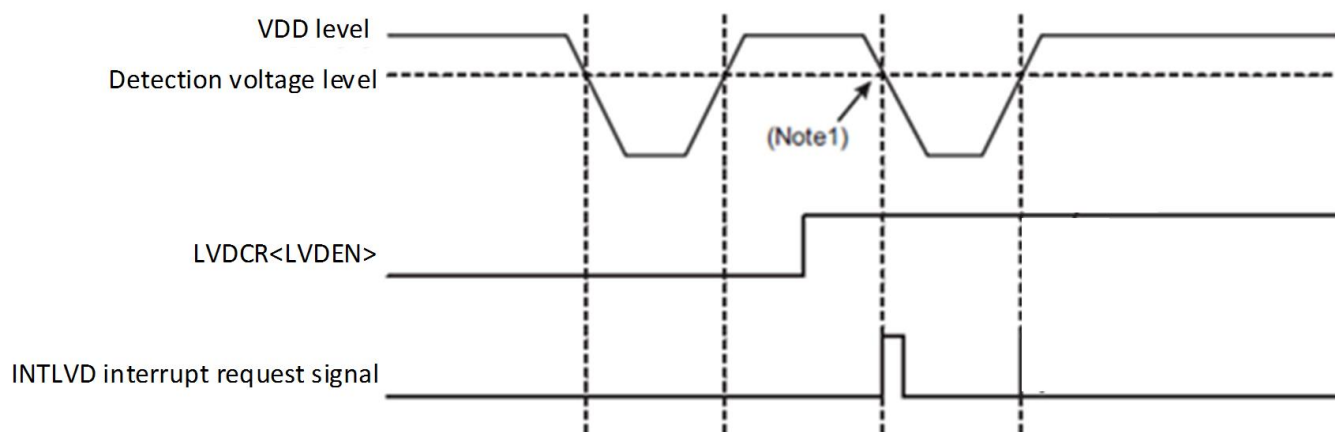 VDD level
Detection voltage level
(Note1)
LVDCR<LVDEN>
INTLVD interrupt request signal